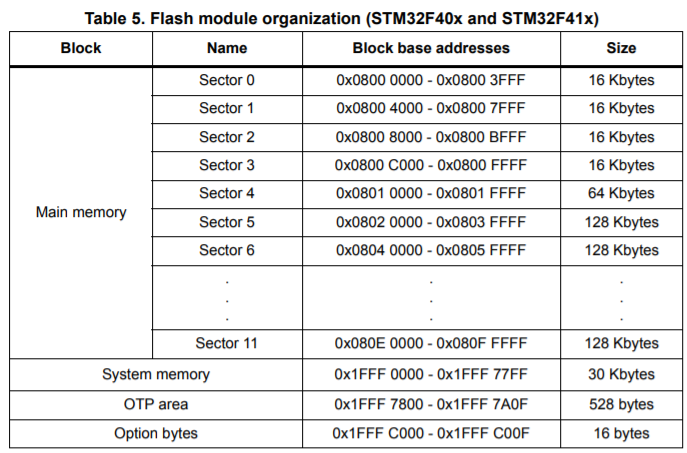 Table 5. Flash module organization (STM32F40x and STM32F41x)
Block Name Block base addresses Size
Main memory
Sector 0 0x0800 0000 - 0x0800 3FFF 16 Kbytes
Sector 1 0x0800 4000 - 0x0800 7FFF 16 Kbytes
Sector 2 0x0800 8000 - 0x0800 BFFF 16 Kbytes
Sector 3 0x0800 C000 - 0x0800 FFFF 16 Kbytes
Sector 4 0x0801 0000 - 0x0801 FFFF 64 Kbytes
Sector 5 0x0802 0000 - 0x0803 FFFF 128 Kbytes
Sector 6 0x0804 0000 - 0x0805 FFFF 128 Kbytes
. . .
. . .
. . .
Sector 11 0x080E 0000 - 0x080F FFFF 128 Kbytes
System memory 0x1FFF 0000 - 0x1FFF 77FF 30 Kbytes
OTP area 0x1FFF 7800 - 0x1FFF 7A0F 528 bytes
Option bytes 0x1FFF C000 - 0x1FFF C00F 16 bytes